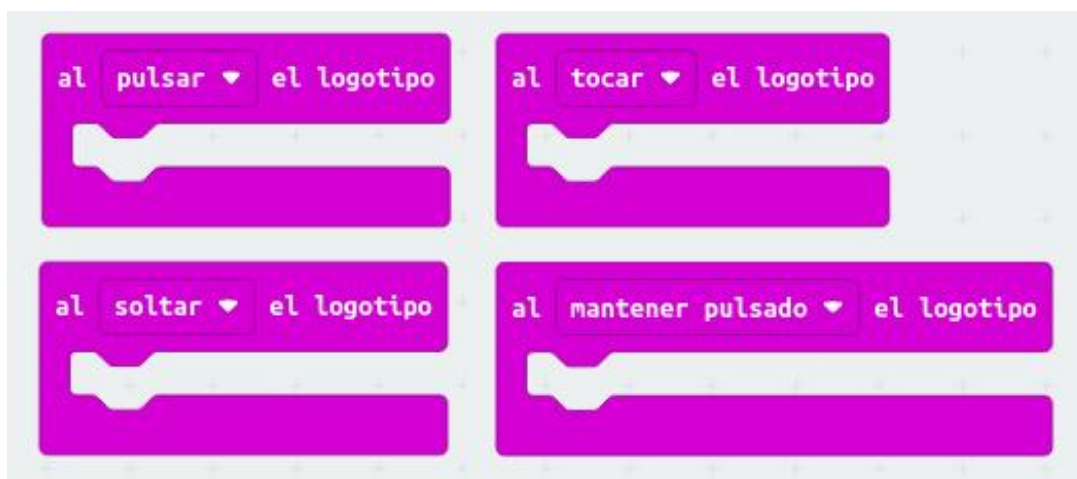 al pulsar el logotipo
al tocar el logotipo
al soltar el logotipo
al mantener pulsado el logotipo